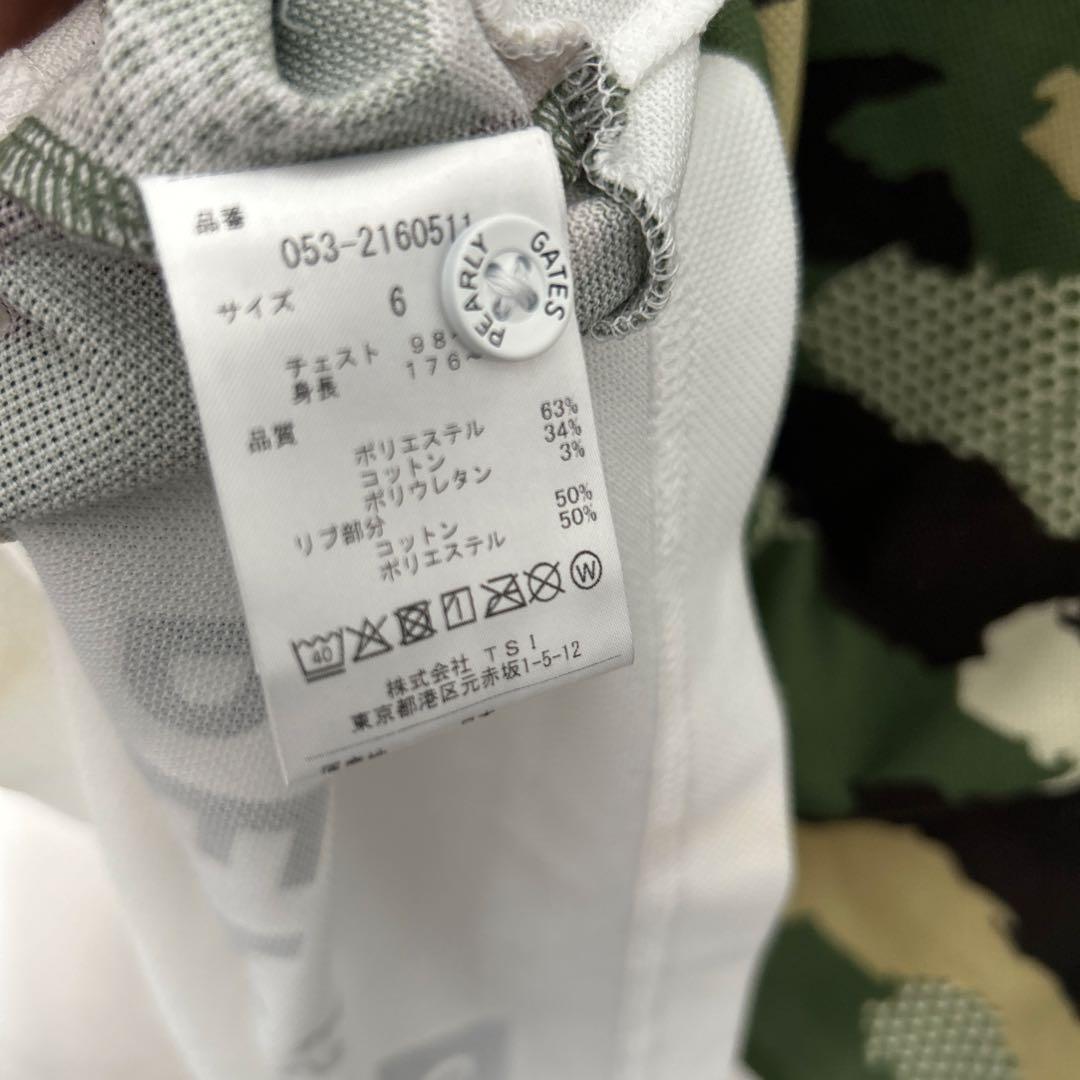 品番
053-2160511
サイズ 6
チェスト 98-
身長 176~
品質
ポリエステル 63%
コットン 34%
ポリウレタン 3%
リブ部分
コットン 50%
ポリエステル 50%
40
W
株式会社 TSI
東京都港区元赤坂1-5-12
PEARLY GATES